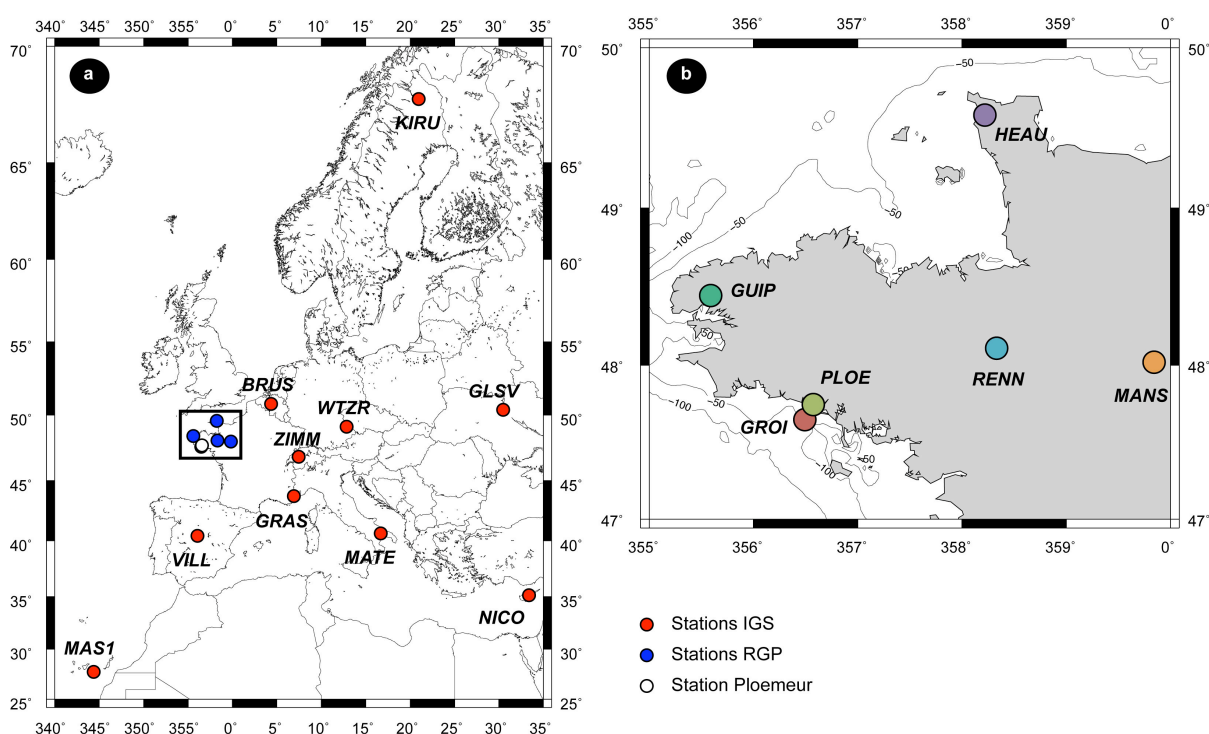 340˚ 345˚ 350˚ 355˚ 0˚ 5˚ 10˚ 15˚ 20˚ 25˚ 30˚ 35˚
70˚ 70˚
a
KIRU
65˚ 65˚
60˚ 60˚
55˚ 55˚
BRUS
GLSV
WTZR
50˚ 50˚
ZIMM
45˚ 45˚
GRAS
40˚ 40˚
VILL
MATE
35˚ 35˚
NICO
MAS1
30˚ 30˚
25˚ 25˚
340˚ 345˚ 350˚ 355˚ 0˚ 5˚ 10˚ 15˚ 20˚ 25˚ 30˚ 35˚
355˚ 356˚ 357˚ 358˚ 359˚ 0˚
50˚ 50˚
b
−50
HEAU
49˚ 49˚
−50
−50
−100
−50
GUIP
−50
48˚ 48˚
PLOE
RENN
MANS
−100
−50
GROI
−50
−100
47˚ 47˚
355˚ 356˚ 357˚ 358˚ 359˚ 0˚
Stations IGS
Stations RGP
Station Ploemeur